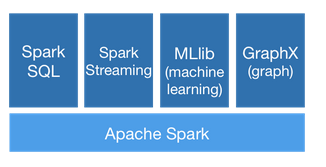 Spark
SQL
Spark
Streaming
MLlib
(machine
learning)
GraphX
(graph)
Apache Spark